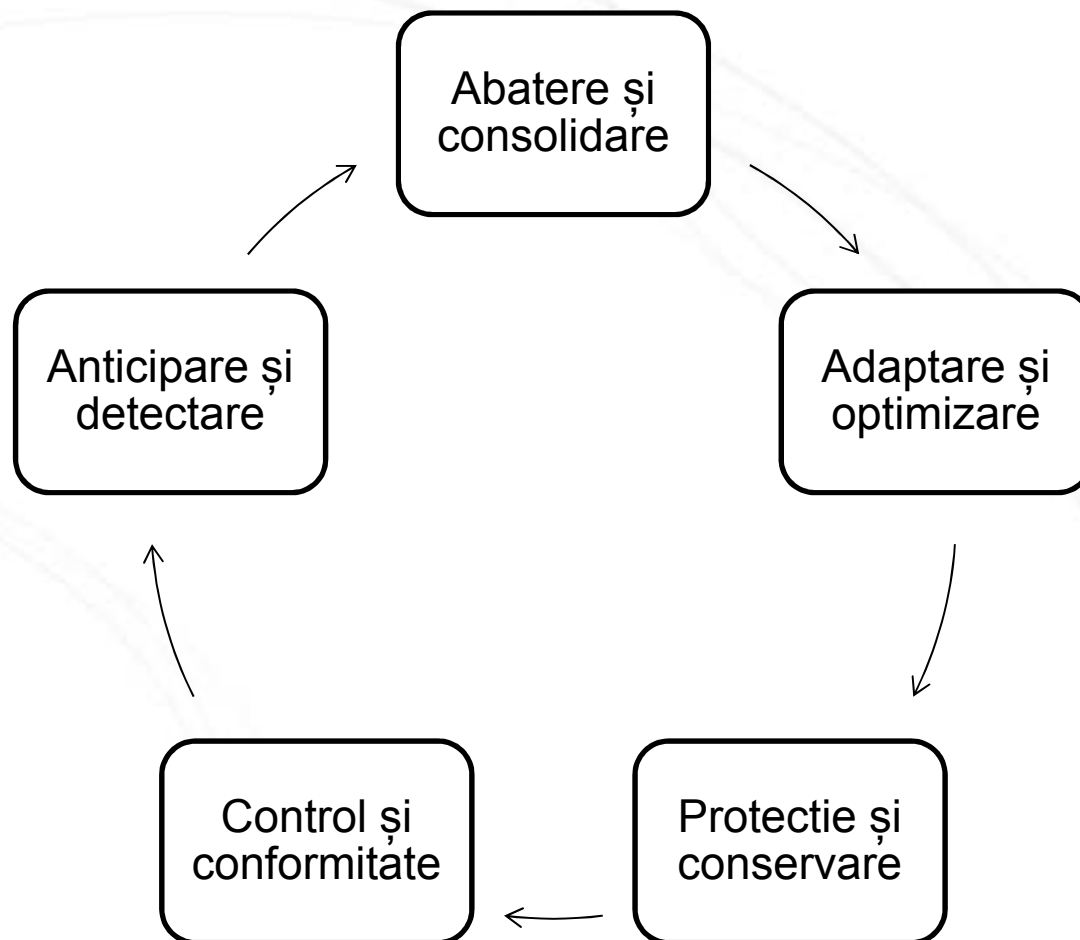 Abatere și
consolidare
Anticipare și
detectare
Adaptare și
optimizare
Control și
conformitate
Protectie și
conservare